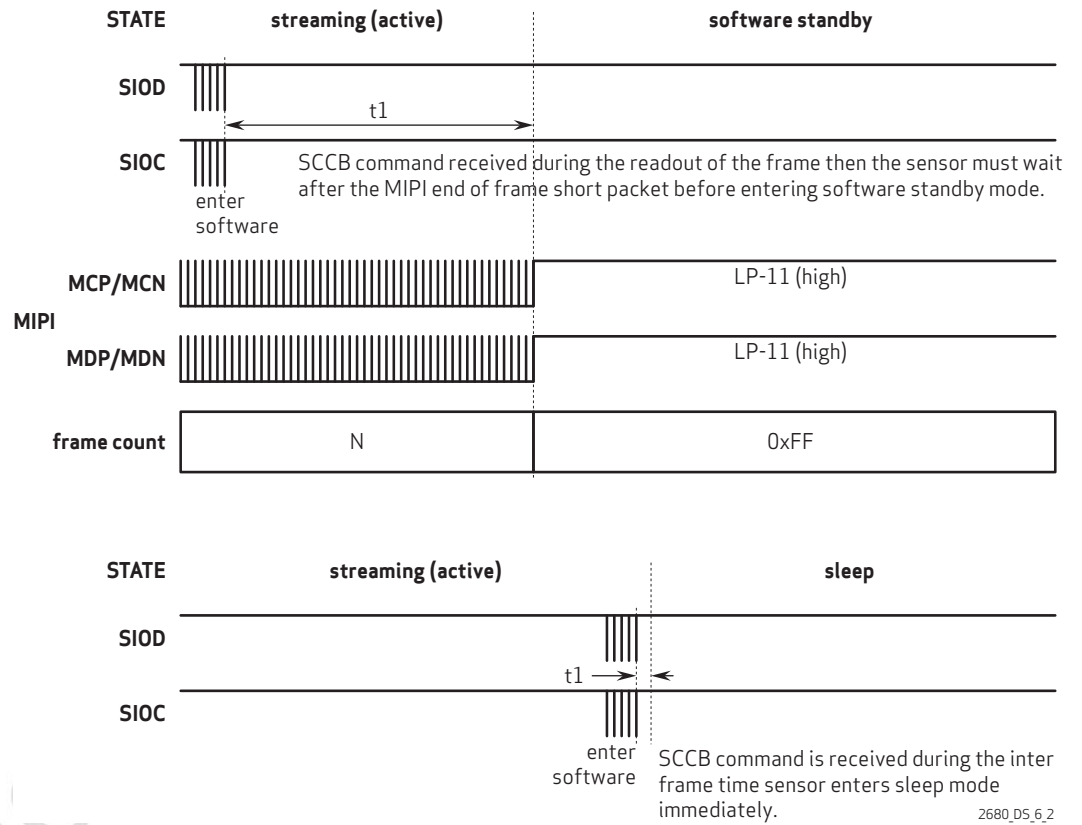 STATE streaming (active) software standby
SIOD
t1
SIOC SCCB command received during the readout of the frame then the sensor must wait
after the MIPI end of frame short packet before entering software standby mode.
enter
software
MCP/MCN LP-11 (high)
MIPI
MDP/MDN LP-11 (high)
frame count N 0xFF
STATE streaming (active) sleep
SIOD
t1
SIOC
enter
software
SCCB command is received during the inter
frame time sensor enters sleep mode
immediately.
2680_DS_6_2